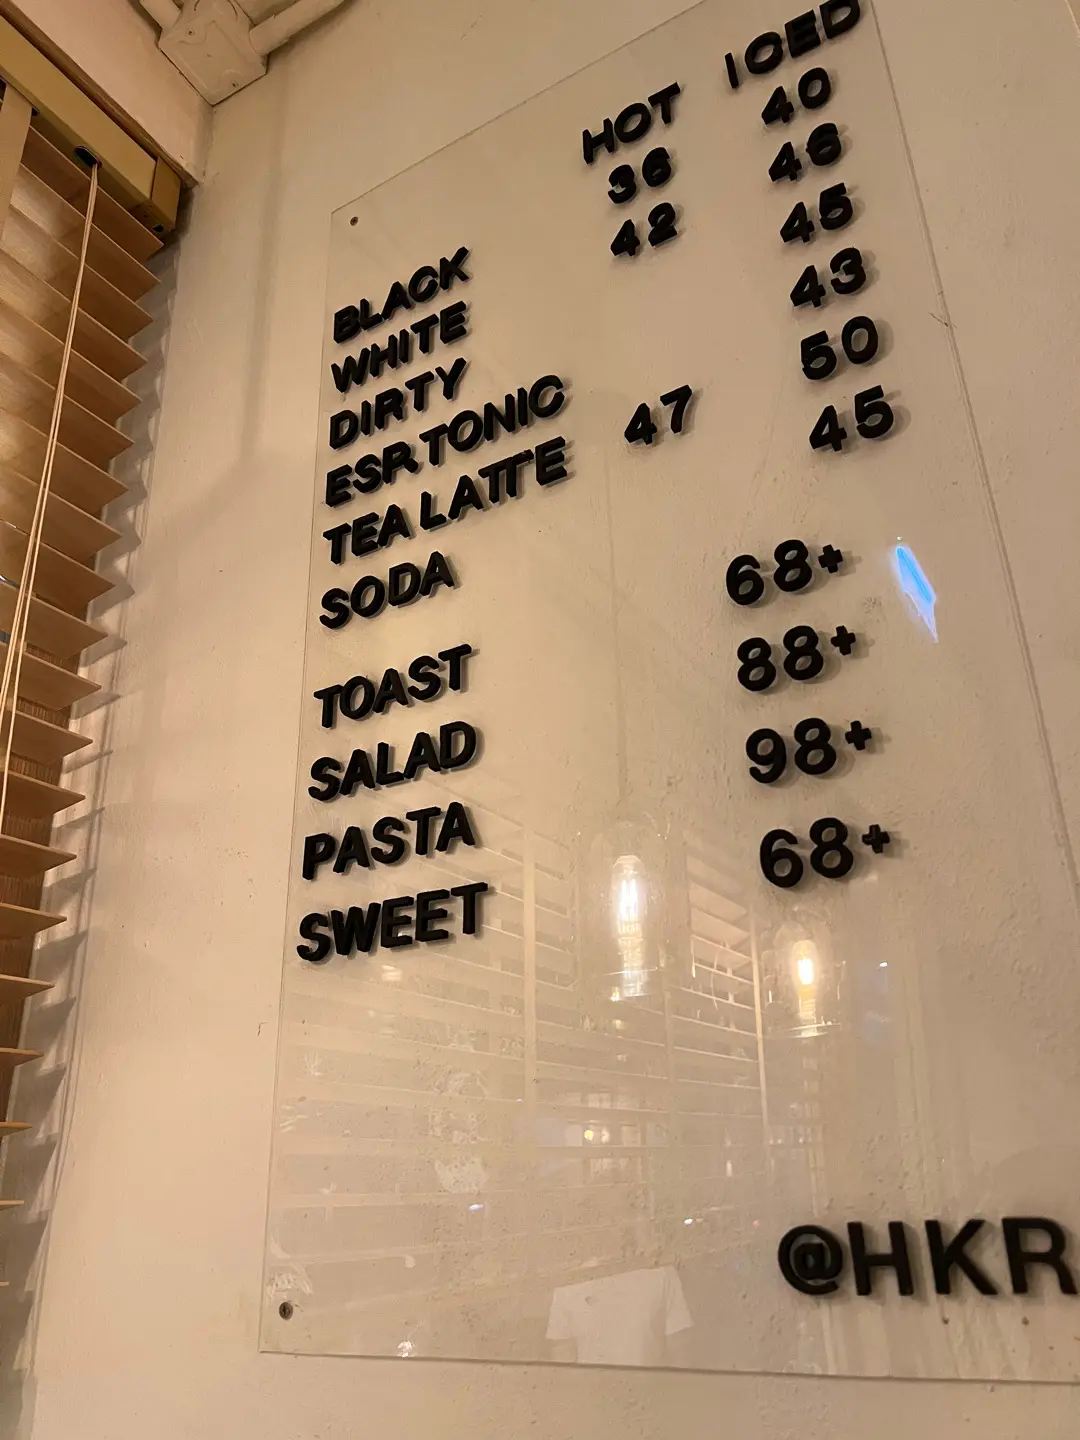 HOT ICED
BLACK 36 40
WHITE 42 46
DIRTY 45
ESP.TONIC 43
TEA LATTE 47 50
SODA 45
TOAST 68+
SALAD 88+
PASTA 98+
SWEET 68+
@HKR